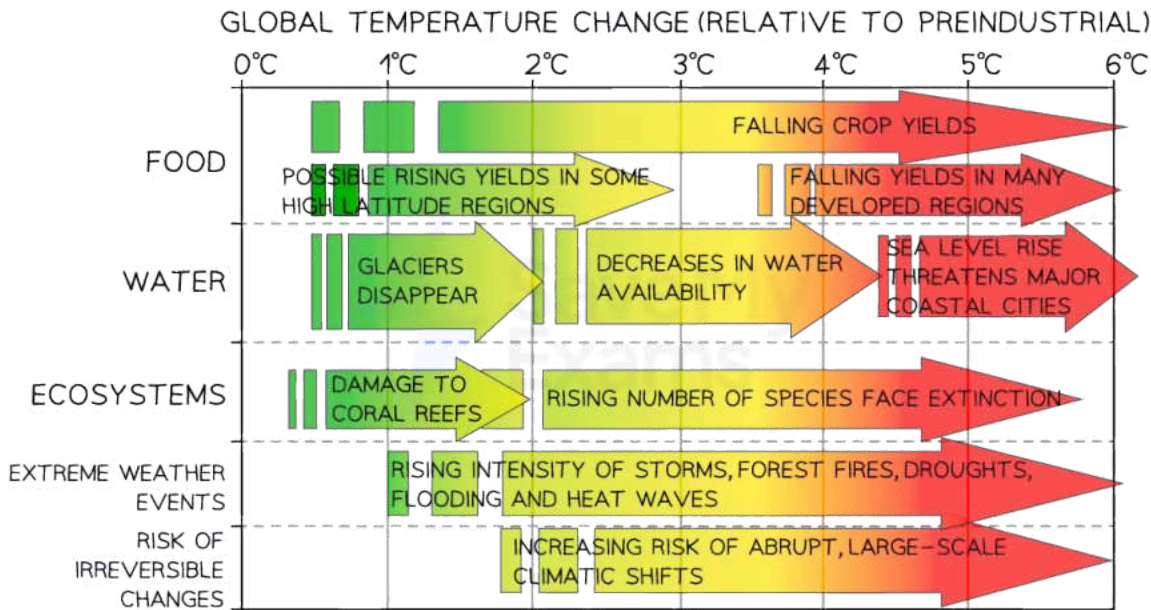 GLOBAL TEMPERATURE CHANGE (RELATIVE TO PREINDUSTRIAL)
0°C 1°C 2°C 3°C 4°C 5°C 6°C
FALLING CROP YIELDS
FOOD
POSSIBLE RISING YIELDS IN SOME
HIGH LATITUDE REGIONS
FALLING YIELDS IN MANY
DEVELOPED REGIONS
WATER
GLACIERS
DISAPPEAR
DECREASES IN WATER
AVAILABILITY
SEA LEVEL RISE
THREATENS MAJOR
COASTAL CITIES
ECOSYSTEMS
DAMAGE TO
CORAL REEFS
RISING NUMBER OF SPECIES FACE EXTINCTION
EXTREME WEATHER
EVENTS
RISING INTENSITY OF STORMS, FOREST FIRES, DROUGHTS,
FLOODING AND HEAT WAVES
RISK OF
IRREVERSIBLE
CHANGES
INCREASING RISK OF ABRUPT, LARGE-SCALE
CLIMATIC SHIFTS
Exams